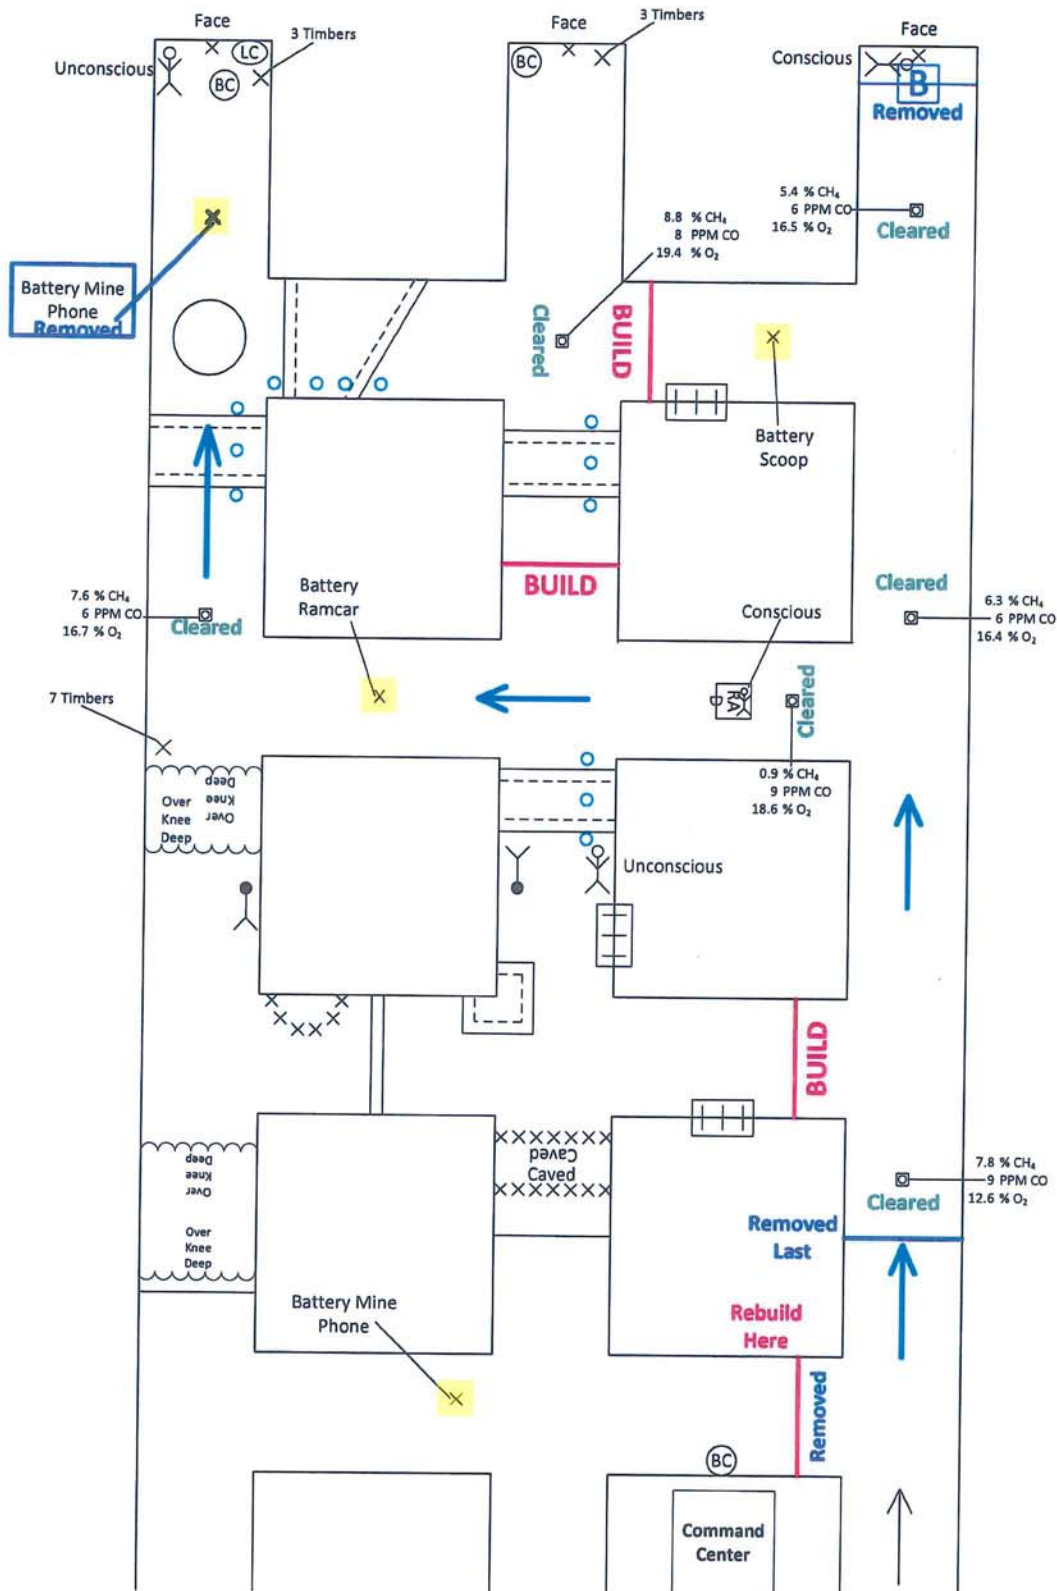 Face
Face
Face
3 Timbers
3 Timbers
Unconscious
LC
BC
BC
Conscious
B
Removed
5.4 % CH₄
6 PPM CO
16.5 % O₂
Cleared
8.8 % CH₄
8 PPM CO
19.4 % O₂
Cleared
BUILD
Battery Mine
Phone
Removed
Battery
Scoop
Battery
Ramcar
BUILD
Conscious
Cleared
6.3 % CH₄
6 PPM CO
16.4 % O₂
7.6 % CH₄
6 PPM CO
16.7 % O₂
Cleared
7 Timbers
RA
D
Cleared
0.9 % CH₄
9 PPM CO
18.6 % O₂
Over
Knee
Deep
Over
Knee
Deep
Unconscious
BUILD
Over
Knee
Deep
Over
Knee
Deep
Caved
Caved
7.8 % CH₄
9 PPM CO
12.6 % O₂
Cleared
Removed
Last
Rebuild
Here
Battery Mine
Phone
Removed
BC
Command
Center